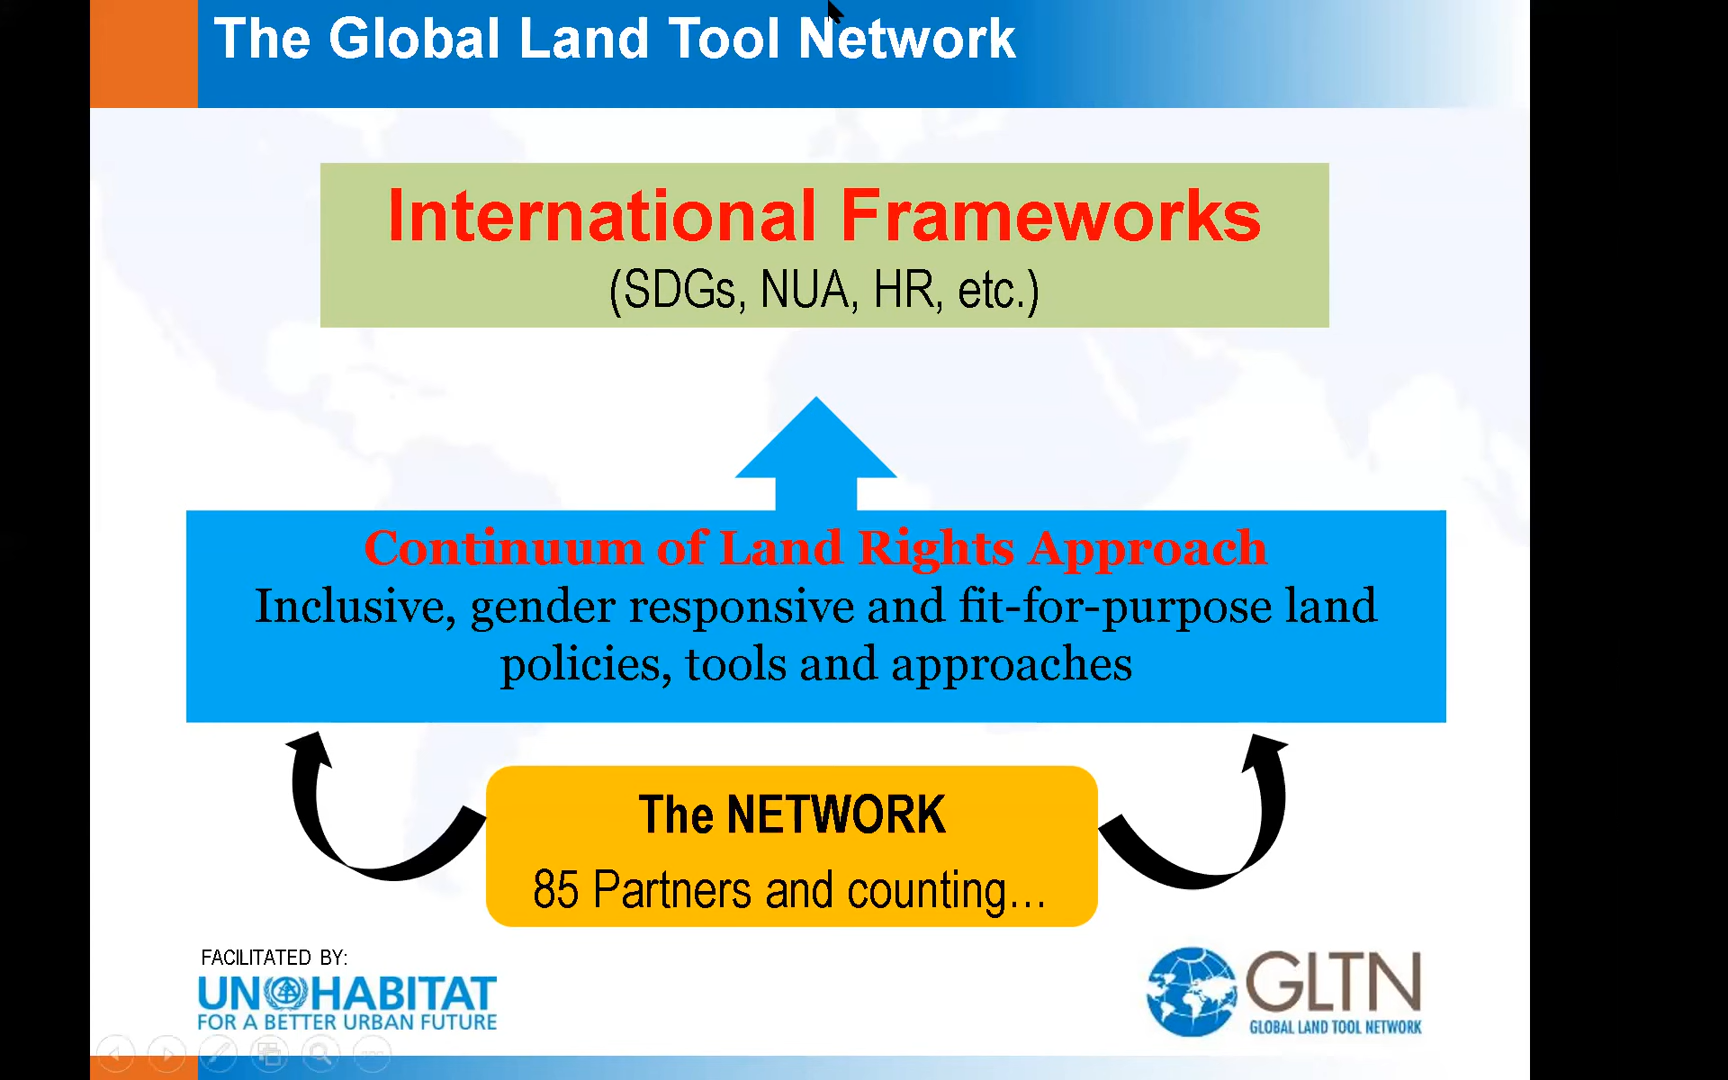 The Global Land Tool Network
International Frameworks
(SDGs, NUA, HR, etc.)
Continuum of Land Rights Approach
Inclusive, gender responsive and fit-for-purpose land
policies, tools and approaches
The NETWORK
85 Partners and counting...
FACILITATED BY:
UN HABITAT
FOR A BETTER URBAN FUTURE
GLTN
GLOBAL LAND TOOL NETWORK